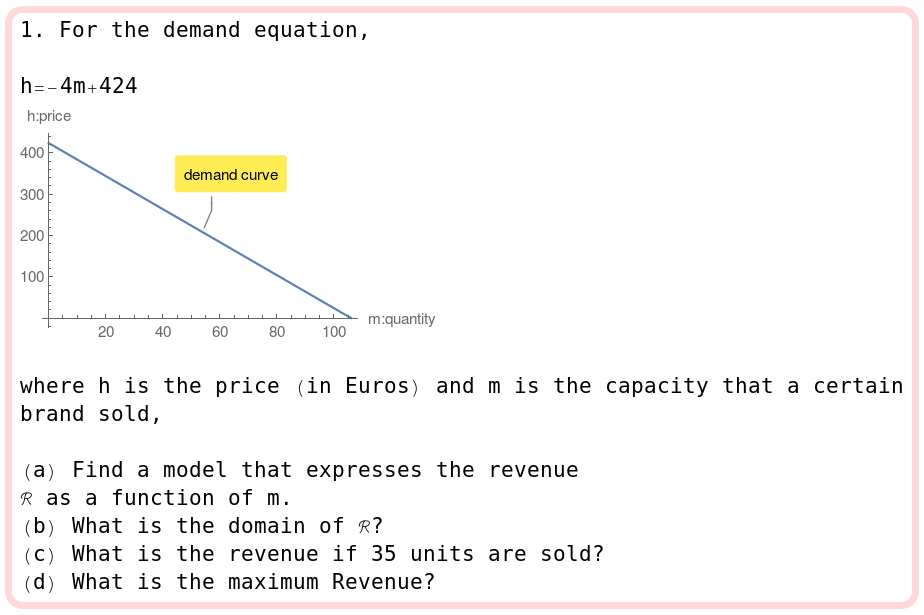 1. For the demand equation,
h=-4m+424
h:price
400
300
200
100
demand curve
20 40 60 80 100
m:quantity
where h is the price (in Euros) and m is the capacity that a certain
brand sold,
(a) Find a model that expresses the revenue
ℛ as a function of m.
(b) What is the domain of ℛ?
(c) What is the revenue if 35 units are sold?
(d) What is the maximum Revenue?